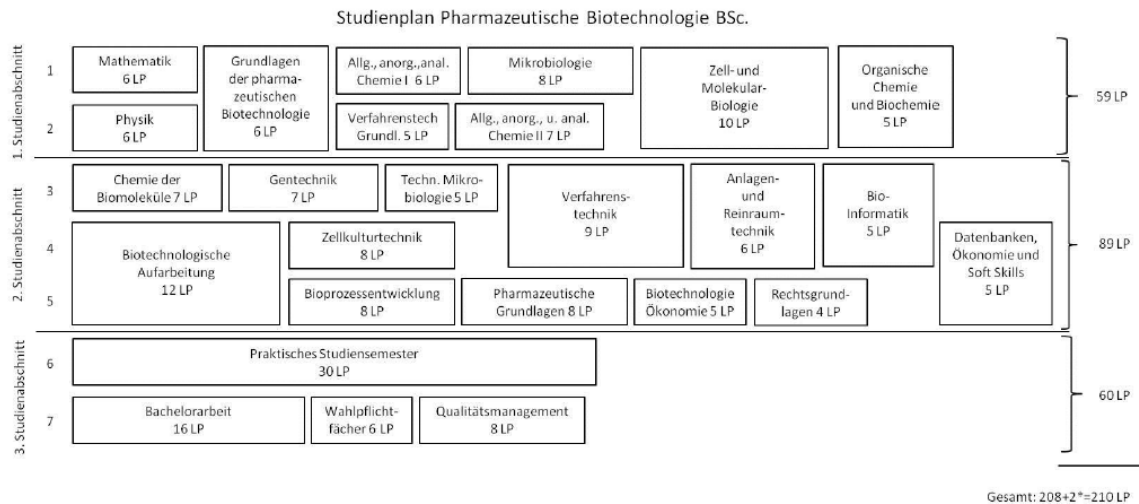 Studienplan Pharmazeutische Biotechnologie BSc.
1. Studienabschnitt
1
Mathematik
6 LP
Grundlagen
der pharma-
zeutischen
Biotechnologie
6 LP
Allg., anorg.,anal.
Chemie I 6 LP
Mikrobiologie
8 LP
Zell- und
Molekular-
Biologie
10 LP
Organische
Chemie
und Biochemie
5 LP
59 LP
2
Physik
6 LP
Verfahrenstech
Grundl. 5 LP
Allg., anorg., u. anal.
Chemie II 7 LP
2. Studienabschnitt
3
Chemie der
Biomoleküle 7 LP
Gentechnik
7 LP
Techn. Mikro-
biologie 5 LP
Verfahrens-
technik
9 LP
Anlagen-
und
Reinraum-
technik
6 LP
Bio-
Informatik
5 LP
89 LP
4
Biotechnologische
Aufarbeitung
12 LP
Zellkulturtechnik
8 LP
Datenbanken,
Ökonomie und
Soft Skills
5 LP
5
Bioprozessentwicklung
8 LP
Pharmazeutische
Grundlagen 8 LP
Biotechnologie
Ökonomie 5 LP
Rechtsgrund-
lagen 4 LP
3. Studienabschnitt
6
Praktisches Studiensemester
30 LP
60 LP
7
Bachelorarbeit
16 LP
Wahlpflicht-
fächer 6 LP
Qualitätsmanagement
8 LP
Gesamt: 208+2*=210 LP